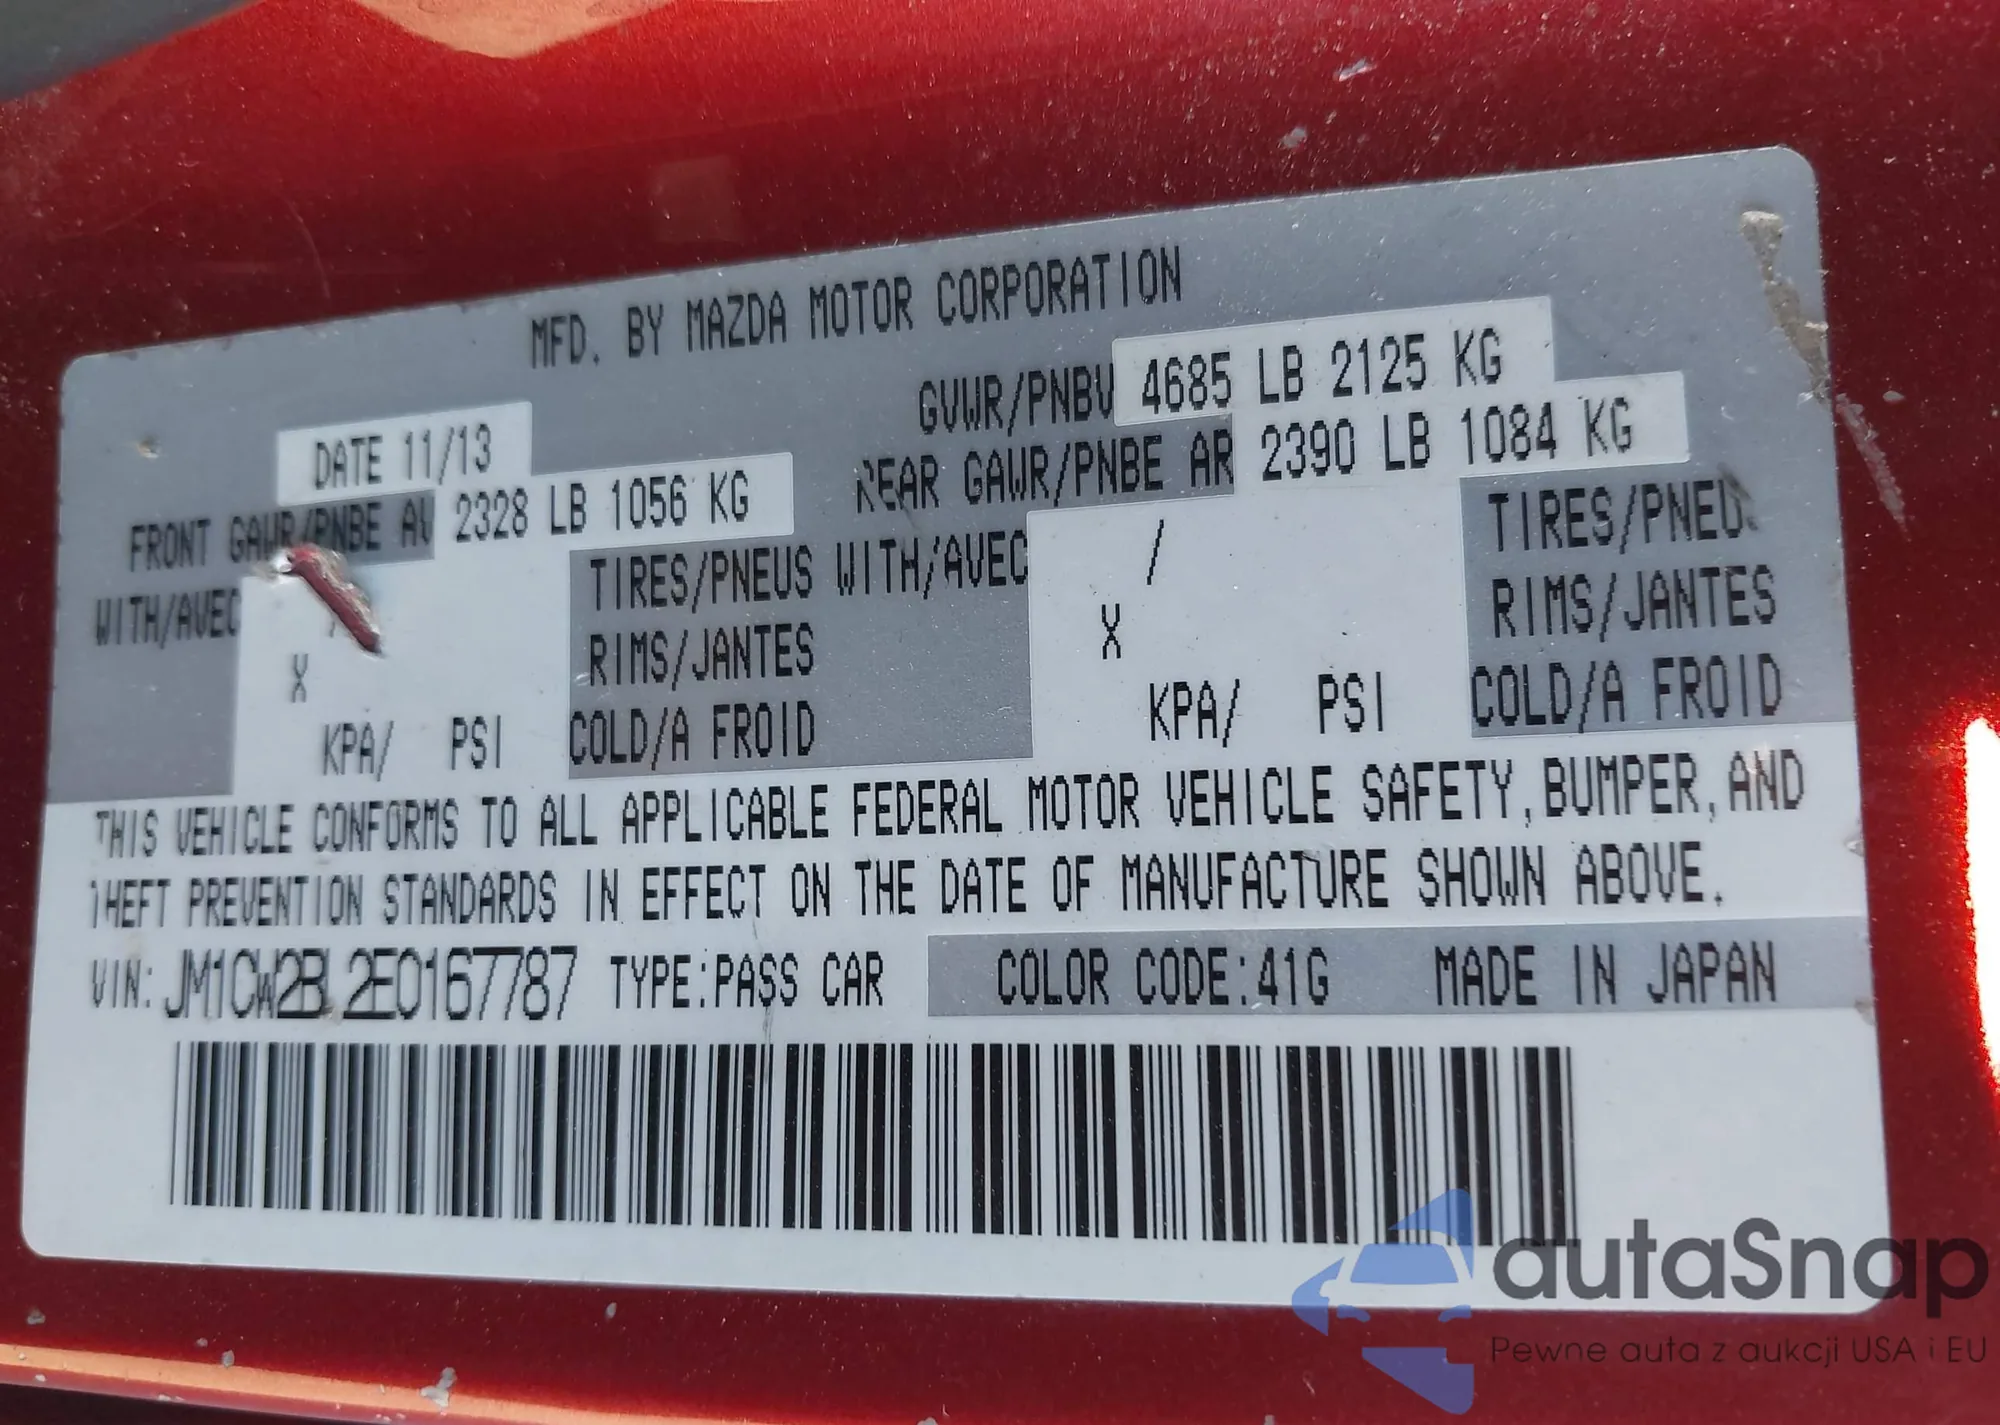 MFD. BY MAZDA MOTOR CORPORATION
DATE 11/13
GVWR/PNBV 4685 LB 2125 KG
FRONT GAWR/PNBE AV 2328 LB 1056 KG
REAR GAWR/PNBE AR 2390 LB 1084 KG
WITH/AVEC / TIRES/PNEUS WITH/AVEC / TIRES/PNEU
X RIMS/JANTES X RIMS/JANTES
KPA/ PSI COLD/A FROID KPA/ PSI COLD/A FROID
THIS VEHICLE CONFORMS TO ALL APPLICABLE FEDERAL MOTOR VEHICLE SAFETY, BUMPER, AND
THEFT PREVENTION STANDARDS IN EFFECT ON THE DATE OF MANUFACTURE SHOWN ABOVE.
VIN: JM1CW2BL2E0167787 TYPE:PASS CAR COLOR CODE:41G MADE IN JAPAN
autaSnap
Pewne auta z aukcji USA i EU